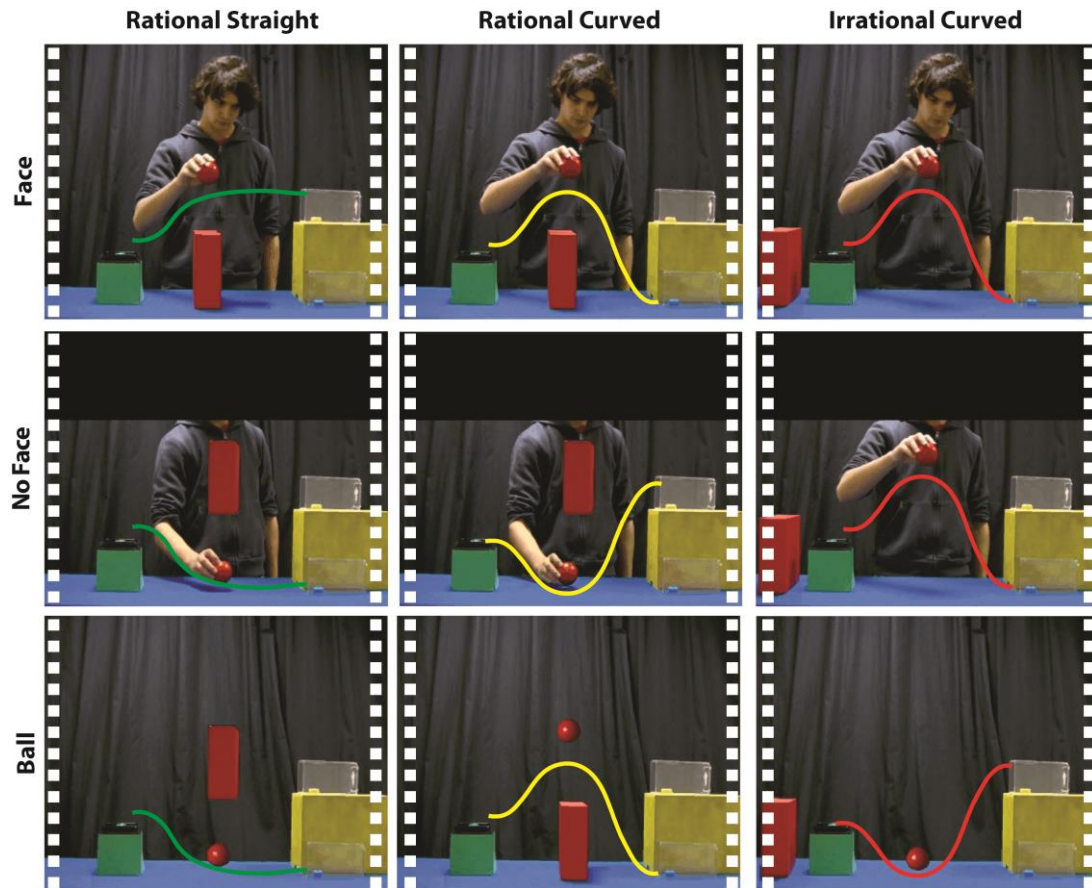 Rational Straight
Rational Curved
Irrational Curved
Face
No Face
Ball